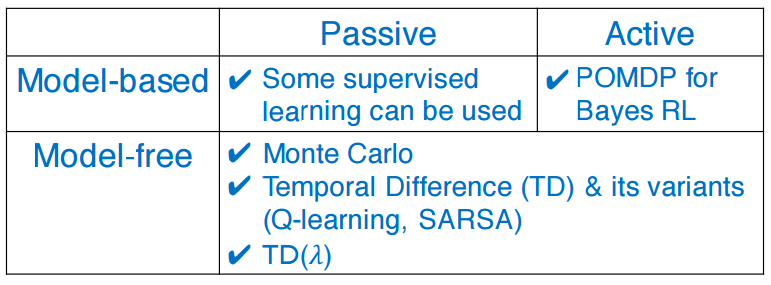 Passive Active
Model-based ✔ Some supervised ✔ POMDP for
learning can be used Bayes RL
Model-free ✔ Monte Carlo
✔ Temporal Difference (TD) & its variants
(Q-learning, SARSA)
✔ TD(λ)